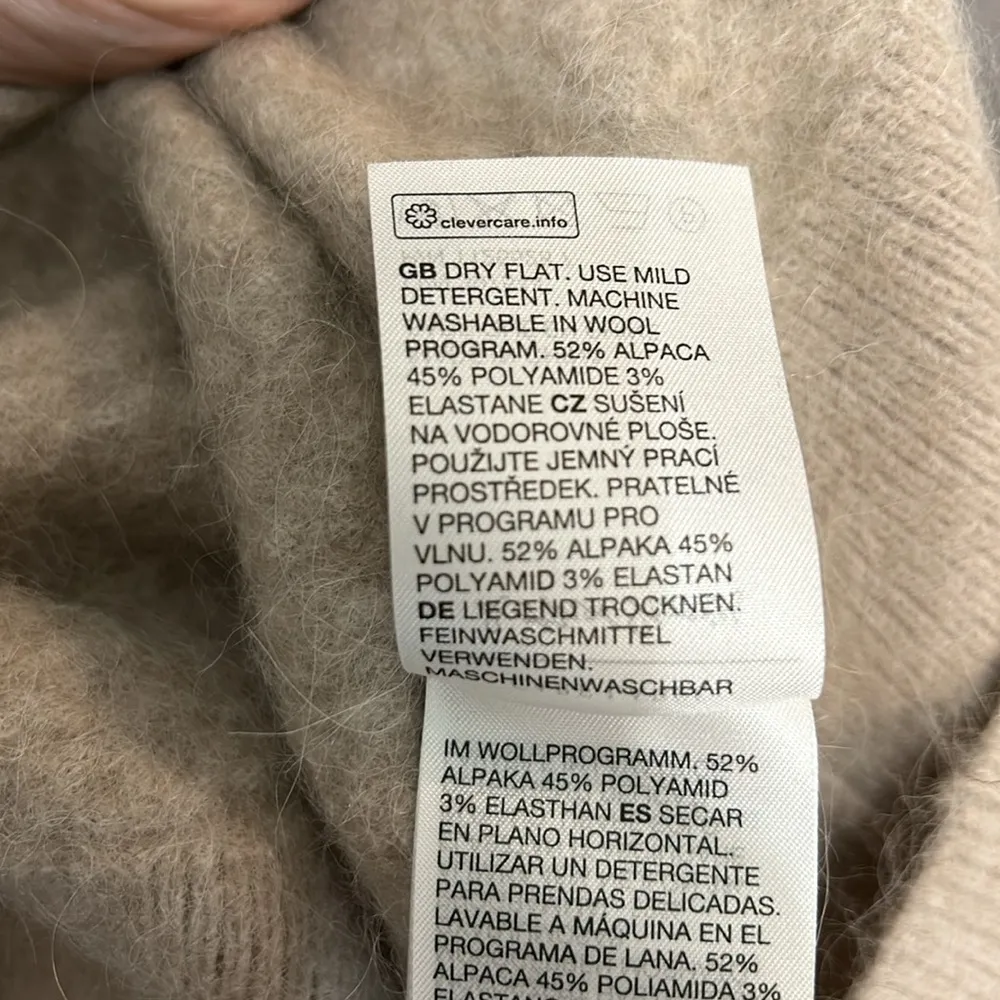 clevercare.info
GB DRY FLAT. USE MILD
DETERGENT. MACHINE
WASHABLE IN WOOL
PROGRAM. 52% ALPACA
45% POLYAMIDE 3%
ELASTANE CZ SUŠENÍ
NA VODOROVNÉ PLOŠE.
POUŽIJTE JEMNÝ PRACÍ
PROSTŘEDEK. PRATELNÉ
V PROGRAMU PRO
VLNU. 52% ALPAKA 45%
POLYAMID 3% ELASTAN
DE LIEGEND TROCKNEN.
FEINWASCHMITTEL
VERWENDEN.
MASCHINENWASCHBAR
IM WOLLPROGRAMM. 52%
ALPAKA 45% POLYAMID
3% ELASTHAN ES SECAR
EN PLANO HORIZONTAL.
UTILIZAR UN DETERGENTE
PARA PRENDAS DELICADAS.
LAVABLE A MÁQUINA EN EL
PROGRAMA DE LANA. 52%
ALPACA 45% POLIAMIDA 3%